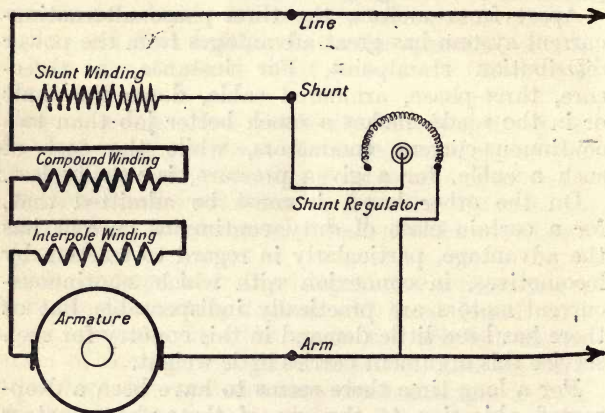 Line
Shunt Winding
Shunt
Compound Winding
Shunt Regulator
Interpole Winding
Armature
Arm